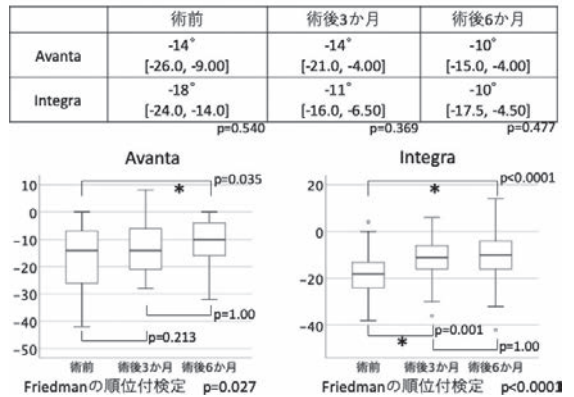 術前 術後3か月 術後6か月
Avanta -14° -14° -10°
[-26.0, -9.00] [-21.0, -4.00] [-15.0, -4.00]
Integra -18° -11° -10°
[-24.0, -14.0] [-16.0, -6.50] [-17.5, -4.50]
p=0.540 p=0.369 p=0.477
Avanta
p=0.035
*
10
0
-10
-20
-30
-40
-50
p=1.00
p=0.213
術前 術後3か月 術後6か月
Friedmanの順位付検定 p=0.027
Integra
p<0.0001
*
20
0
-20
-40
p=0.001
*
p=1.00
術前 術後3か月 術後6か月
Friedmanの順位付検定 p<0.0001